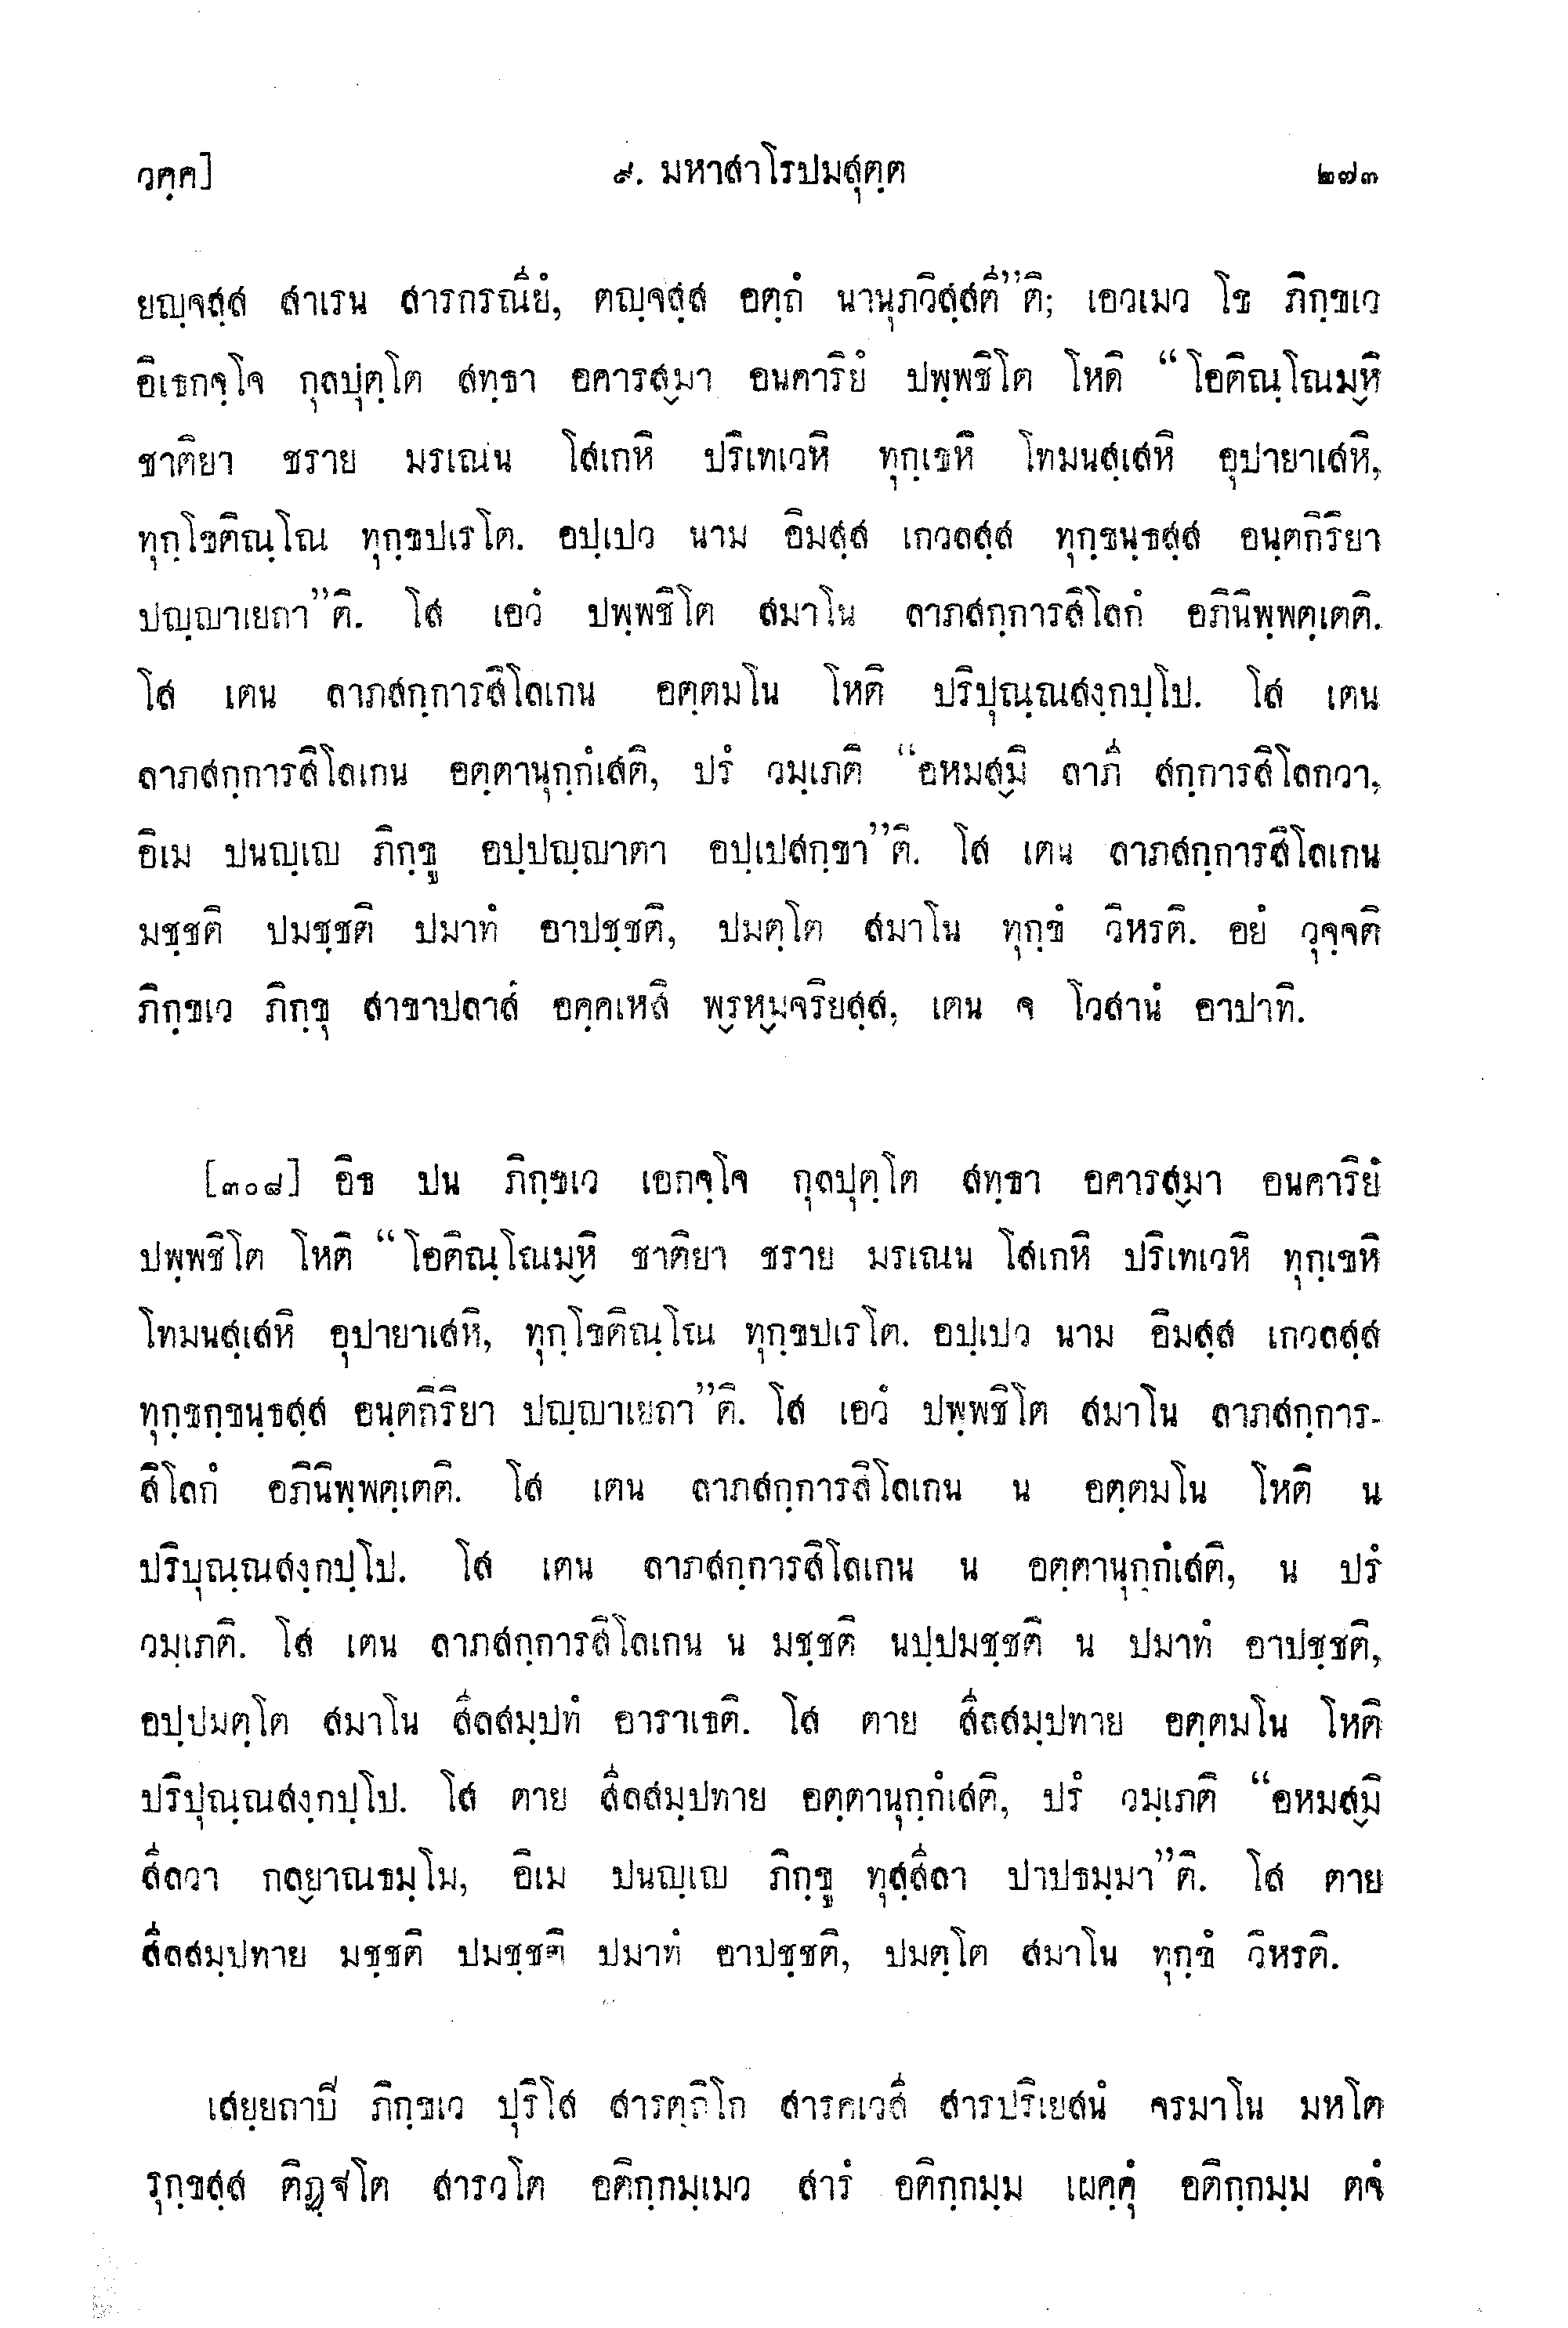 วคฺค]	๙. มหาสาโรปมสุตฺต	๒๗๓
ยญฺจสฺส สาเรน สารกรณียํ, ตญฺจสฺส อตฺถํ นานุภวิสฺสตี”ติ; เอวเมว โข ภิกฺขเว
อิเธกจฺโจ กุลปุตฺโต สทฺธา อคารสฺมา อนคาริยํ ปพฺพชิโต โหติ “โอติณฺโณมฺหิ
ชาติยา ชราย มรเณน โสเกหิ ปริเทเวหิ ทุกฺเขหิ โทมนสฺเสหิ อุปายาเสหิ,
ทุกฺโขติณฺโณ ทุกฺขปเรโต. อปฺเปว นาม อิมสฺส เกวลสฺส ทุกฺขนฺธสฺส อนฺตกิริยา
ปญฺญาเยถา”ติ. โส เอวํ ปพฺพชิโต สมาโน ลาภสกฺการสิโลกํ อภินิพฺพตฺเตติ.
โส เตน ลาภสกฺการสิโลเกน อตฺตมโน โหติ ปริปุณฺณสงฺกปฺโป. โส เตน
ลาภสกฺการสิโลเกน อตฺตานุกฺกํเสติ, ปรํ วมฺเภติ “อหมสฺมิ ลาภี สกฺการสิโลกวา,
อิเม ปนญฺเญ ภิกฺขู อปฺปญฺญาตา อปฺเปสกฺขา”ติ. โส เตน ลาภสกฺการสิโลเกน
มชฺชติ ปมชฺชติ ปมาทํ อาปชฺชติ, ปมตฺโต สมาโน ทุกฺขํ วิหรติ. อยํ วุจฺจติ
ภิกฺขเว ภิกฺขุ สาขาปลาสํ อคฺคเหสิ พฺรหฺมจริยสฺส, เตน จ โวสานํ อาปาทิ.
[๓๐๘] อิธ ปน ภิกฺขเว เอกจฺโจ กุลปุตฺโต สทฺธา อคารสฺมา อนคาริยํ
ปพฺพชิโต โหติ “โอติณฺโณมฺหิ ชาติยา ชราย มรเณน โสเกหิ ปริเทเวหิ ทุกฺเขหิ
โทมนสฺเสหิ อุปายาเสหิ, ทุกฺโขติณฺโณ ทุกฺขปเรโต. อปฺเปว นาม อิมสฺส เกวลสฺส
ทุกฺขกฺขนฺธสฺส อนฺตกิริยา ปญฺญาเยถา”ติ. โส เอวํ ปพฺพชิโต สมาโน ลาภสกฺการ-
สิโลกํ อภินิพฺพตฺเตติ. โส เตน ลาภสกฺการสิโลเกน น อตฺตมโน โหติ น
ปริบุณฺณสงฺกปฺโป. โส เตน ลาภสกฺการสิโลเกน น อตฺตานุกฺกํเสติ, น ปรํ
วมฺเภติ. โส เตน ลาภสกฺการสิโลเกน น มชฺชติ นปฺปมชฺชติ น ปมาทํ อาปชฺชติ,
อปฺปมตฺโต สมาโน สีลสมฺปทํ อาราเธติ. โส ตาย สีลสมฺปทาย อตฺตมโน โหติ
ปริปุณฺณสงฺกปฺโป. โส ตาย สีลสมฺปทาย อตฺตานุกฺกํเสติ, ปรํ วมฺเภติ “อหมสฺมิ
สีลวา กลฺยาณธมฺโม, อิเม ปนญฺเญ ภิกฺขู ทุสฺสีลา ปาปธมฺมา”ติ. โส ตาย
สีลสมฺปทาย มชฺชติ ปมชฺชติ ปมาทํ อาปชฺชติ, ปมตฺโต สมาโน ทุกฺขํ วิหรติ.
เสยฺยถาปี ภิกฺขเว ปุริโส สารตฺถิโก สารคเวสี สารปริเยสนํ จรมาโน มหโต
รุกฺขสฺส ติฏฺฐโต สารวโต อติกฺกมฺเมว สารํ อติกฺกมฺม เผคฺคุํ อติกฺกมฺม ตจํ